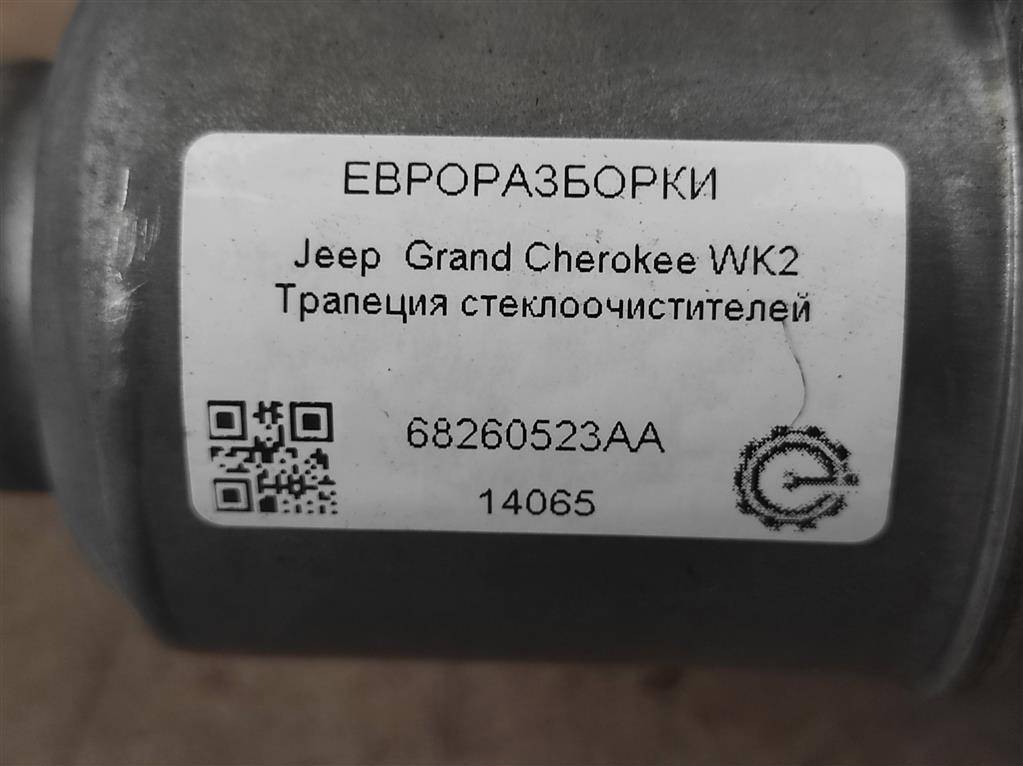 ЕВРОРАЗБОРКИ
Jeep Grand Cherokee WK2
Трапеция стеклоочистителей
68260523AA
14065